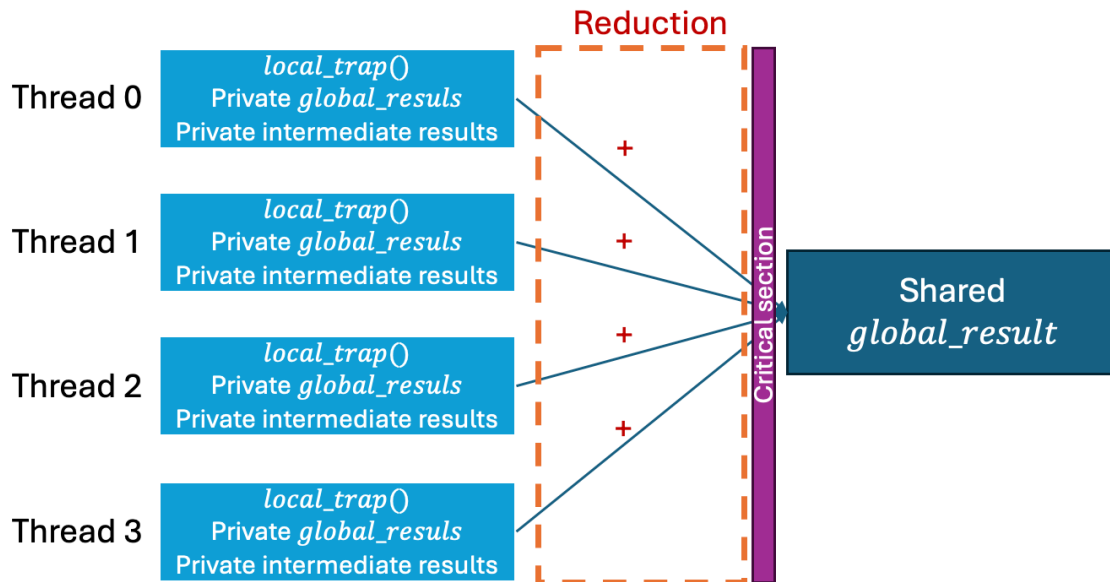 Reduction
Thread 0
local_trap()
Private global_resuls
Private intermediate results
Thread 1
local_trap()
Private global_resuls
Private intermediate results
Thread 2
local_trap()
Private global_resuls
Private intermediate results
Thread 3
local_trap()
Private global_resuls
Private intermediate results
+
+
+
+
Critical section
Shared
global_result